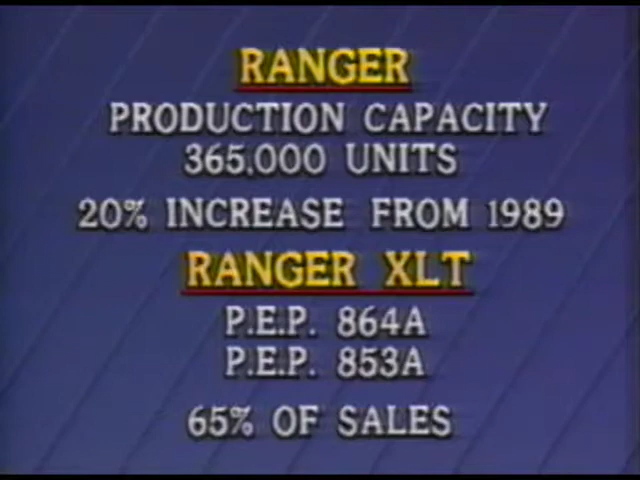 RANGER
PRODUCTION CAPACITY
365,000 UNITS
20% INCREASE FROM 1989
RANGER XLT
P.E.P. 864A
P.E.P. 853A
65% OF SALES